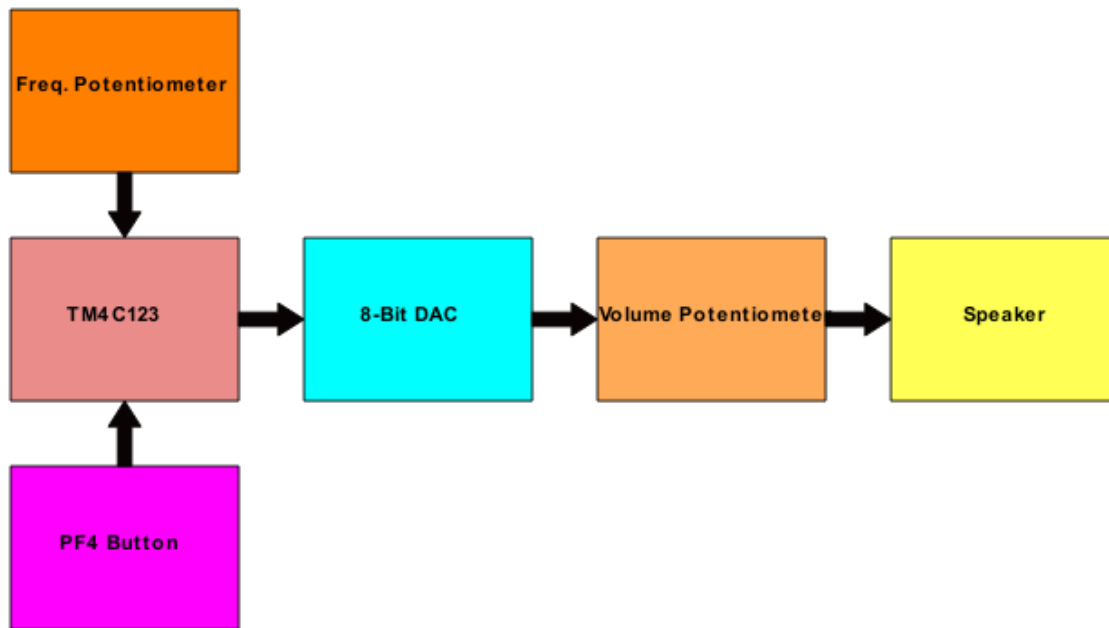 Freq. Potentiometer
TM4C123
8-Bit DAC
Volume Potentiometer
Speaker
PF4 Button